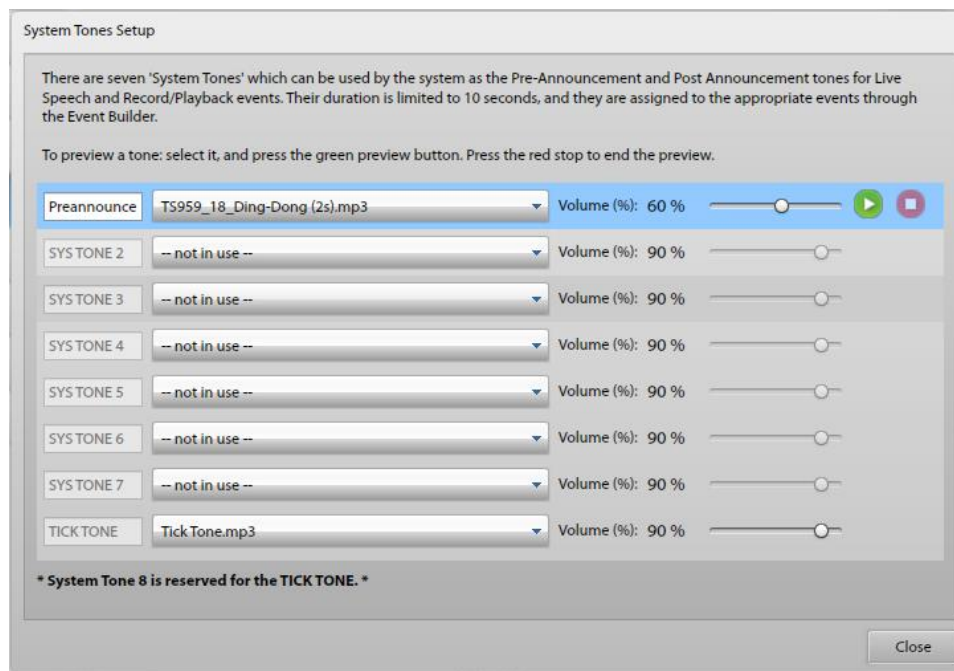 System Tones Setup
There are seven 'System Tones' which can be used by the system as the Pre-Announcement and Post Announcement tones for Live
Speech and Record/Playback events. Their duration is limited to 10 seconds, and they are assigned to the appropriate events through
the Event Builder.
To preview a tone: select it, and press the green preview button. Press the red stop to end the preview.
Preannounce TS959_18_Ding-Dong (2s).mp3 Volume (%): 60 %
SYS TONE 2 -- not in use -- Volume (%): 90 %
SYS TONE 3 -- not in use -- Volume (%): 90 %
SYS TONE 4 -- not in use -- Volume (%): 90 %
SYS TONE 5 -- not in use -- Volume (%): 90 %
SYS TONE 6 -- not in use -- Volume (%): 90 %
SYS TONE 7 -- not in use -- Volume (%): 90 %
TICK TONE Tick Tone.mp3 Volume (%): 90 %
* System Tone 8 is reserved for the TICK TONE. *
Close